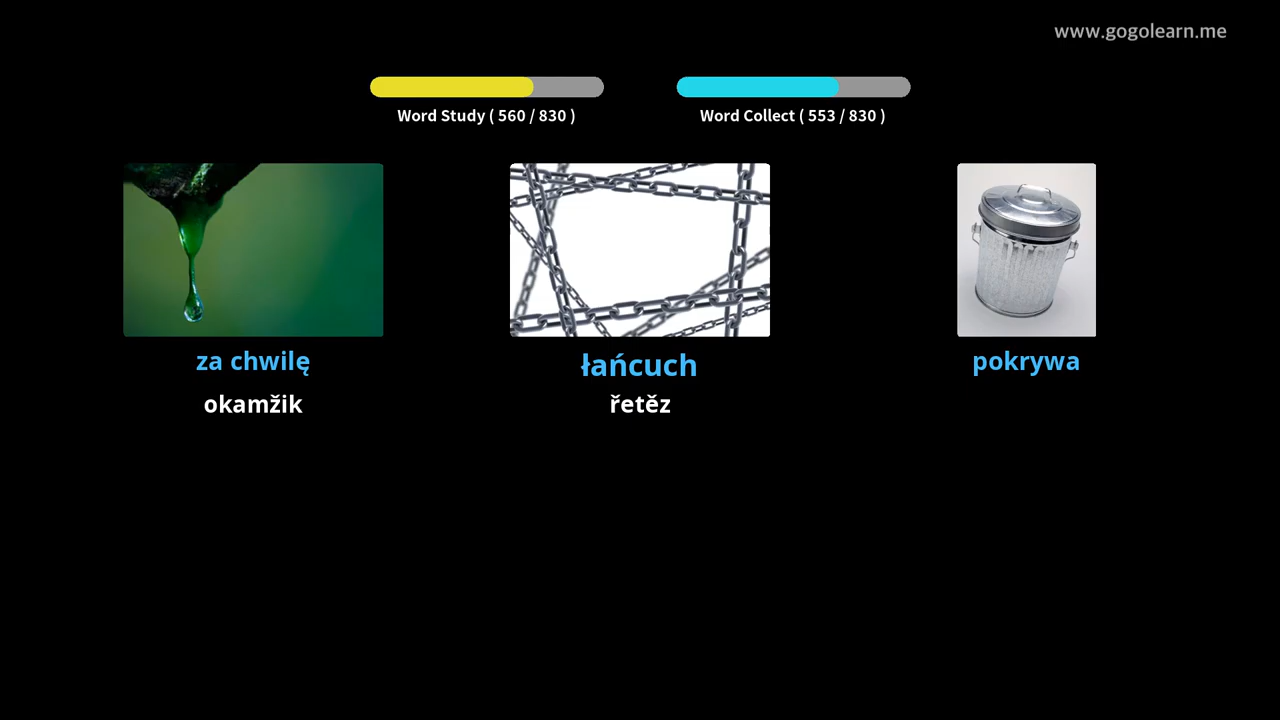 www.gogolearn.me
Word Study ( 560 / 830 )
Word Collect ( 553 / 830 )
za chwilę
łańcuch
pokrywa
okamžik
řetěz